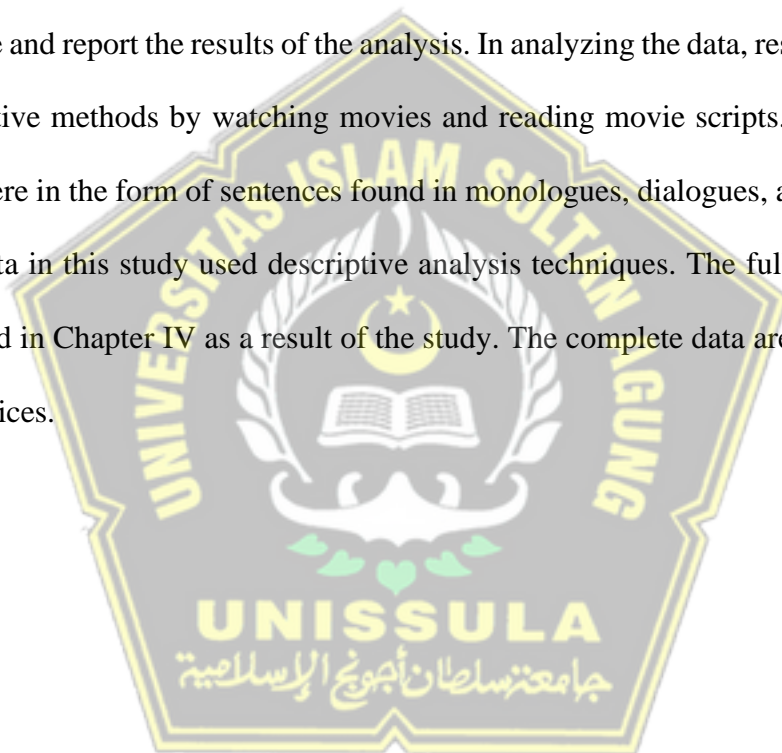 e and report the results of the analysis. In analyzing the data, res
tive methods by watching movies and reading movie scripts.
ere in the form of sentences found in monologues, dialogues, a
ta in this study used descriptive analysis techniques. The ful
d in Chapter IV as a result of the study. The complete data are
ices.
UNIVERSITAS ISLAM SULTAN AGUNG
UNISSULA
جامعة سلطان أجونج الإسلامية